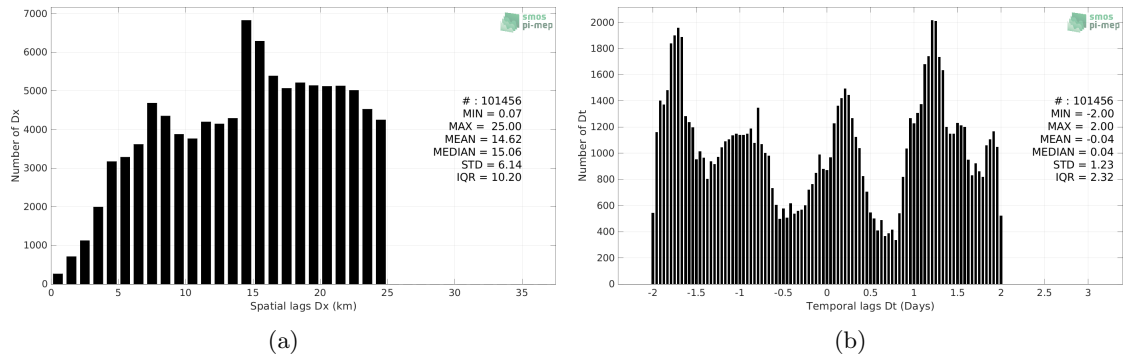 smos
pi-mep
7000
6000
5000
4000
3000
2000
1000
0
Number of Dx
# : 101456
MIN = 0.07
MAX = 25.00
MEAN = 14.62
MEDIAN = 15.06
STD = 6.14
IQR = 10.20
0 5 10 15 20 25 30 35
Spatial lags Dx (km)
(a)
smos
pi-mep
2000
1800
1600
1400
1200
1000
800
600
400
200
0
Number of Dt
# : 101456
MIN = -2.00
MAX = 2.00
MEAN = -0.04
MEDIAN = 0.04
STD = 1.23
IQR = 2.32
-2 -1.5 -1 -0.5 0 0.5 1 1.5 2 2.5 3
Temporal lags Dt (Days)
(b)